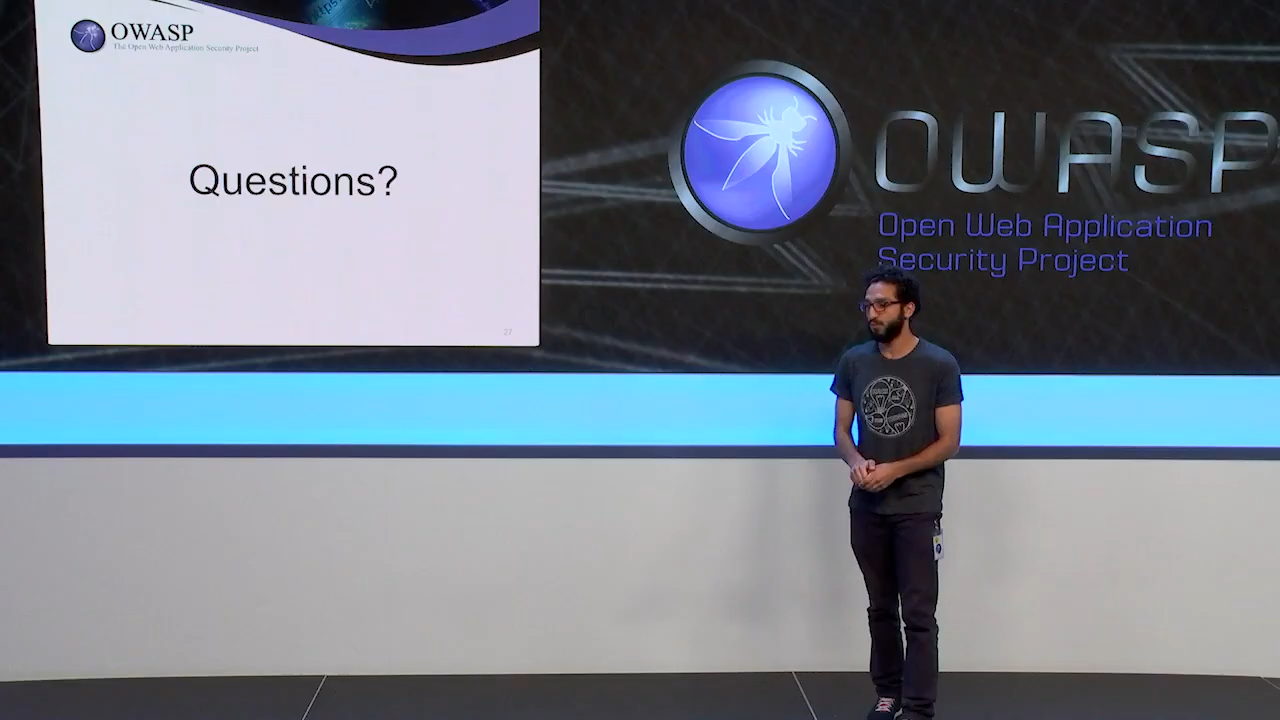 OWASP
The Open Web Application Security Project
Questions?
27
OWASP
Open Web Application
Security Project